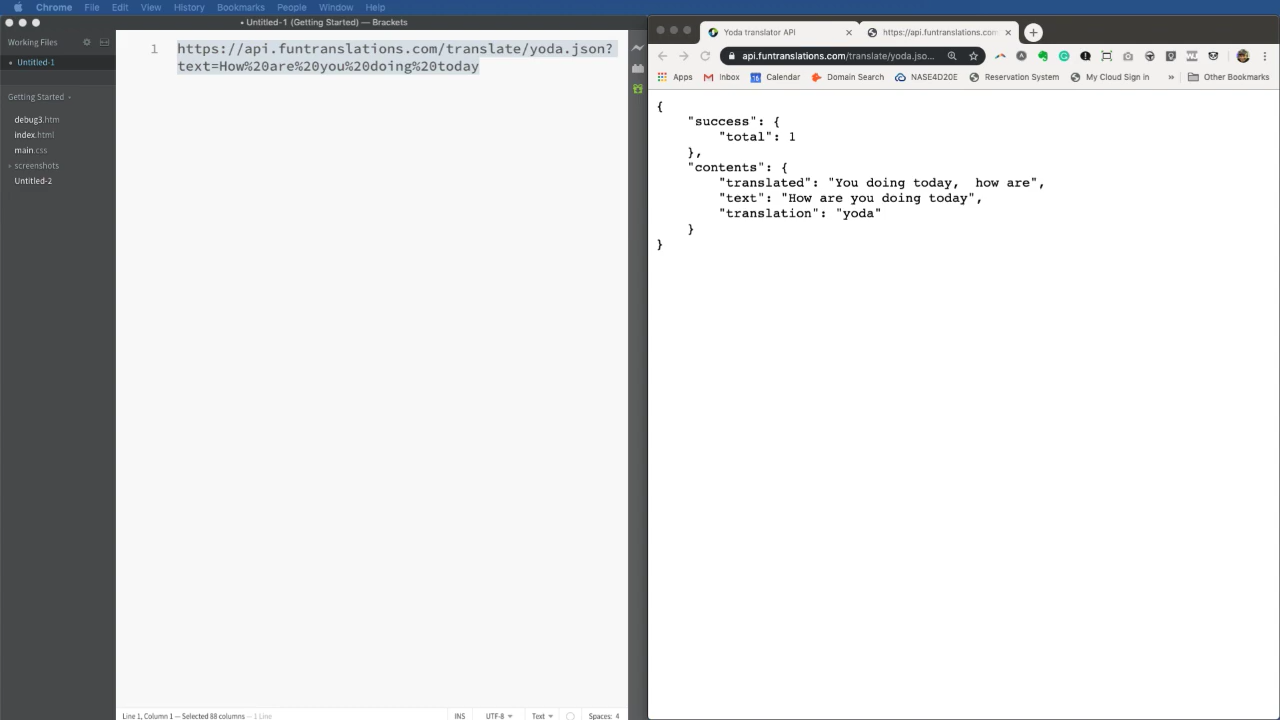 Chrome File Edit View History Bookmarks People Window Help
• Untitled-1 (Getting Started) — Brackets
Working Files
• Untitled-1
Getting Started
debug3.htm
index.html
main.css
screenshots
Untitled-2
1 https://api.funtranslations.com/translate/yoda.json?
text=How%20are%20you%20doing%20today
Line 1, Column 1 — Selected 88 columns — 1 Line
INS UTF-8 Text Spaces: 4
Yoda translator API
https://api.funtranslations.com
api.funtranslations.com/translate/yoda.jso...
Apps Inbox Calendar Domain Search NASE4D20E Reservation System My Cloud Sign in » Other Bookmarks
{
"success": {
"total": 1
},
"contents": {
"translated": "You doing today,  how are",
"text": "How are you doing today",
"translation": "yoda"
}
}